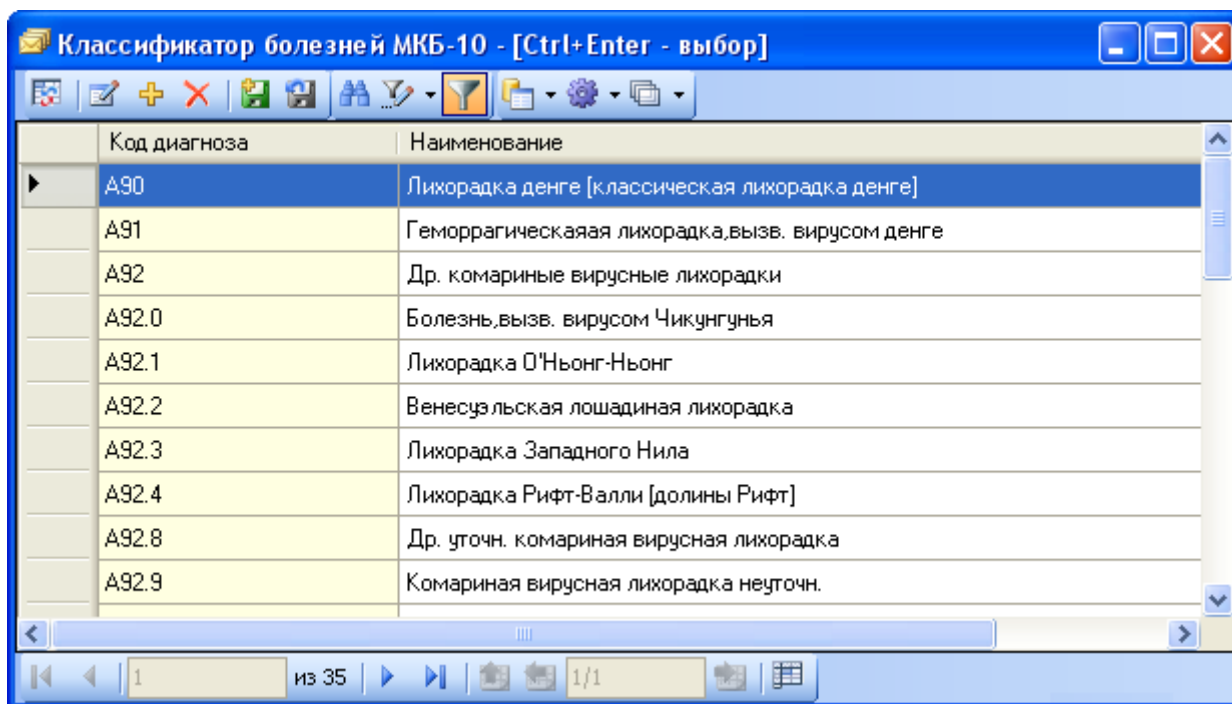 Классификатор болезней МКБ-10 - [Ctrl+Enter - выбор]
Код диагноза Наименование
A90 Лихорадка денге [классическая лихорадка денге]
A91 Геморрагическаяая лихорадка,вызв. вирусом денге
A92 Др. комариные вирусные лихорадки
A92.0 Болезнь,вызв. вирусом Чикунгунья
A92.1 Лихорадка О'Ньонг-Ньонг
A92.2 Венесуэльская лошадиная лихорадка
A92.3 Лихорадка Западного Нила
A92.4 Лихорадка Рифт-Валли [долины Рифт]
A92.8 Др. уточн. комариная вирусная лихорадка
A92.9 Комариная вирусная лихорадка неуточн.
1 из 35 1/1